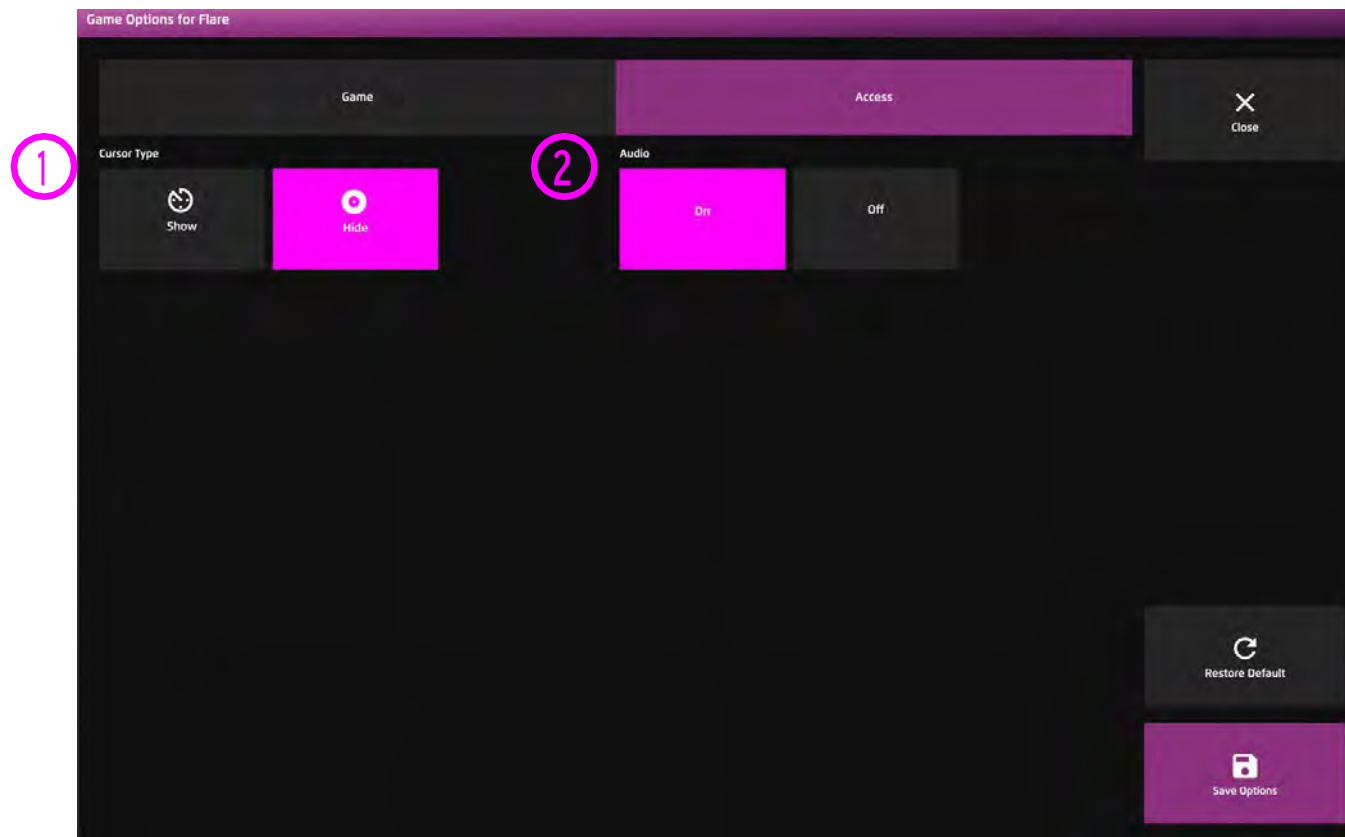 Game Options for Flare
Game
Access
Close
1
Cursor Type
2
Audio
Show
Hide
On
Off
Restore Default
Save Options